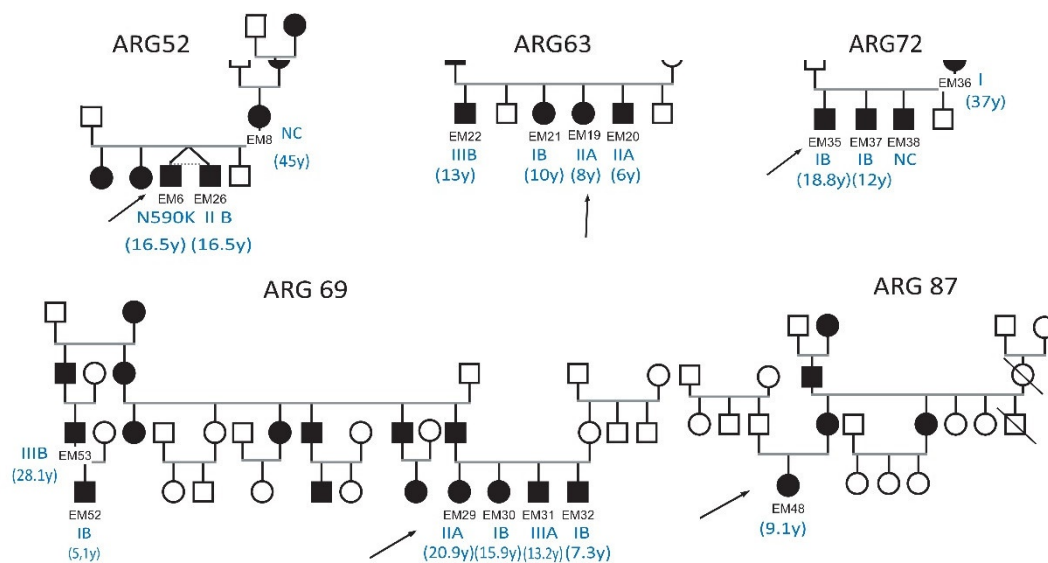 ARG52
ARG63
ARG72
EM8
NC
(45y)
EM6
EM26
N590K
II B
(16.5y)
(16.5y)
EM22
EM21
EM19
EM20
IIIB
IB
IIA
IIA
(13y)
(10y)
(8y)
(6y)
EM36
I
(37y)
EM35
EM37
EM38
IB
IB
NC
(18.8y)
(12y)
ARG 69
ARG 87
IIIB
EM53
(28.1y)
EM52
IB
(5,1y)
EM29
EM30
EM31
EM32
IIA
IB
IIIA
IB
(20.9y)
(15.9y)
(13.2y)
(7.3y)
EM48
(9.1y)